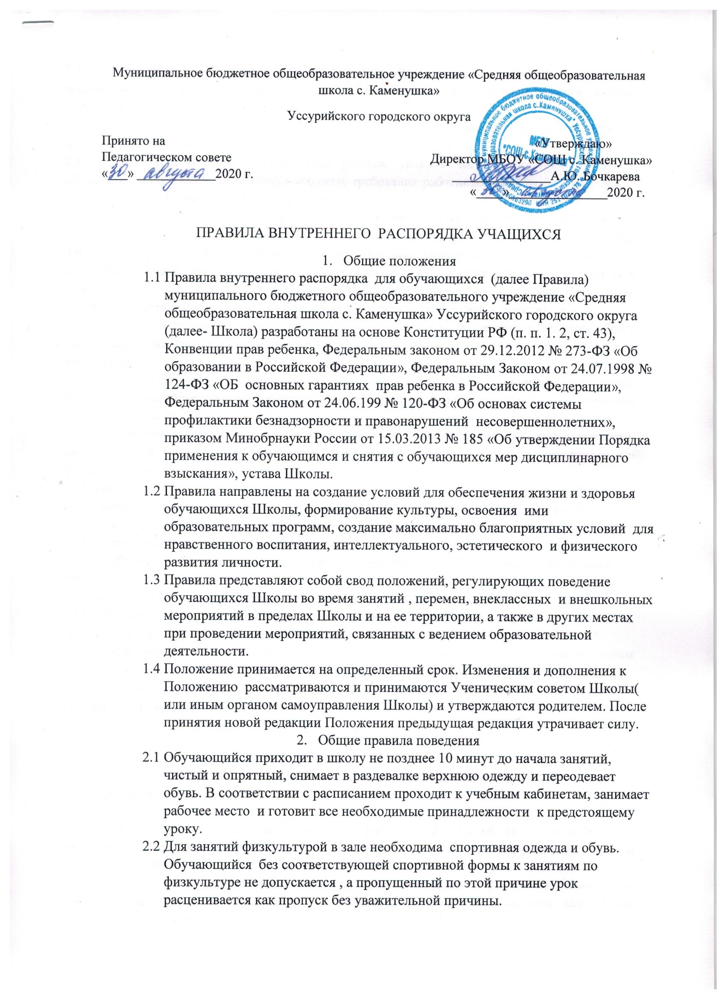 Муниципальное бюджетное общеобразовательное учреждение «Средняя общеобразовательная
школа с. Каменушка»
Уссурийского городского округа
Принято на
Педагогическом совете
«30» августа 2020 г.
«Утверждаю»
Директор МБОУ «СОШ с. Каменушка»
А.Ю. Бочкарева
«30» августа 2020 г.
муниципальное бюджетное общеобразовательное учреждение
образовательная школа с.Каменушка" Уссурийского
МБОУ
"СОШ с.Каменушка"
ПРАВИЛА ВНУТРЕННЕГО  РАСПОРЯДКА УЧАЩИХСЯ
1. Общие положения
1.1 Правила внутреннего распорядка  для обучающихся  (далее Правила)
муниципального бюджетного общеобразовательного учреждение «Средняя
общеобразовательная школа с. Каменушка» Уссурийского городского округа
(далее- Школа) разработаны на основе Конституции РФ (п. п. 1. 2, ст. 43),
Конвенции прав ребенка, Федеральным законом от 29.12.2012 № 273-ФЗ «Об
образовании в Российской Федерации», Федеральным Законом от 24.07.1998 №
124-ФЗ «ОБ  основных гарантиях  прав ребенка в Российской Федерации»,
Федеральным Законом от 24.06.199 № 120-ФЗ «Об основах системы
профилактики безнадзорности и правонарушений  несовершеннолетних»,
приказом Минобрнауки России от 15.03.2013 № 185 «Об утверждении Порядка
применения к обучающимся и снятия с обучающихся мер дисциплинарного
взыскания», устава Школы.
1.2 Правила направлены на создание условий для обеспечения жизни и здоровья
обучающихся Школы, формирование культуры, освоения  ими
образовательных программ, создание максимально благоприятных условий  для
нравственного воспитания, интеллектуального, эстетического  и физического
развития личности.
1.3 Правила представляют собой свод положений, регулирующих поведение
обучающихся Школы во время занятий , перемен, внеклассных  и внешкольных
мероприятий в пределах Школы и на ее территории, а также в других местах
при проведении мероприятий, связанных с ведением образовательной
деятельности.
1.4 Положение принимается на определенный срок. Изменения и дополнения к
Положению  рассматриваются и принимаются Ученическим советом Школы(
или иным органом самоуправления Школы) и утверждаются родителем. После
принятия новой редакции Положения предыдущая редакция утрачивает силу.
2. Общие правила поведения
2.1 Обучающийся приходит в школу не позднее 10 минут до начала занятий,
чистый и опрятный, снимает в раздевалке верхнюю одежду и переодевает
обувь. В соответствии с расписанием проходит к учебным кабинетам, занимает
рабочее место  и готовит все необходимые принадлежности  к предстоящему
уроку.
2.2 Для занятий физкультурой в зале необходима  спортивная одежда и обувь.
Обучающийся  без соответствующей спортивной формы к занятиям по
физкультуре не допускается , а пропущенный по этой причине урок
расценивается как пропуск без уважительной причины.